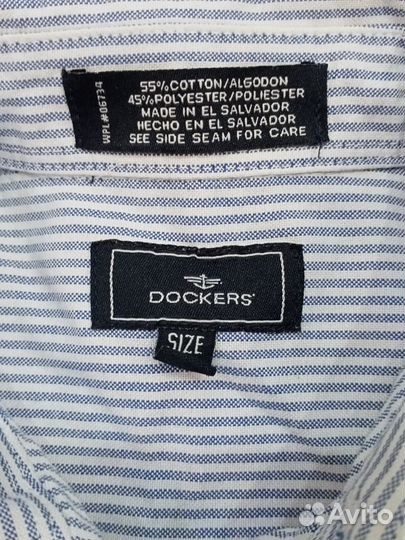 55%COTTON/ALGODON
45%POLYESTER/POLIESTER
MADE IN EL SALVADOR
HECHO EN EL SALVADOR
SEE SIDE SEAM FOR CARE
WPL#06734
DOCKERS®
SIZE
Avito